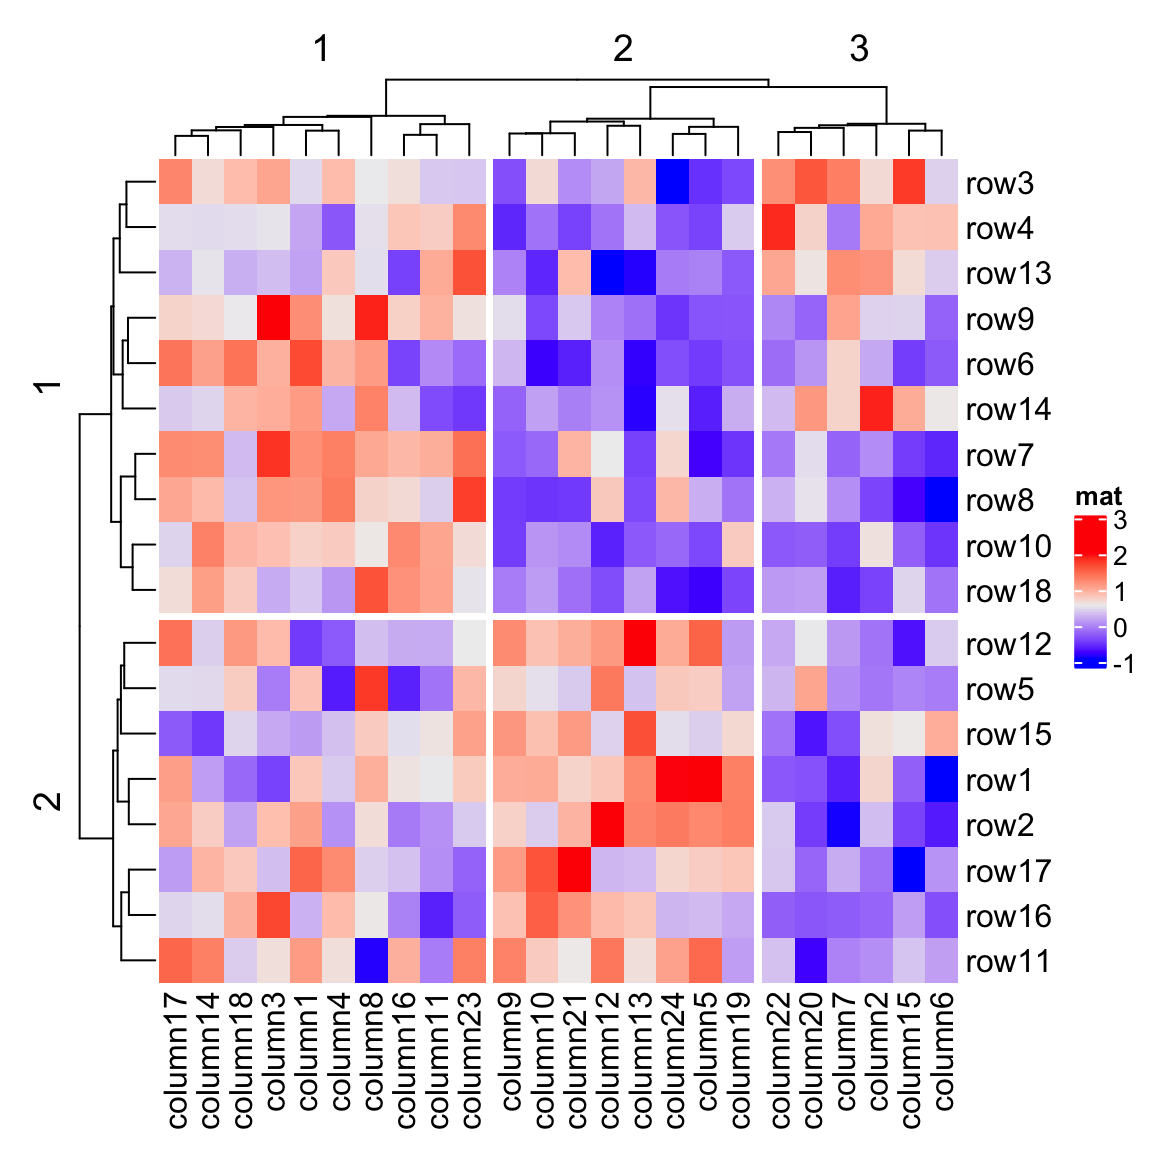 1 2 3
1
2
row3
row4
row13
row9
row6
row14
row7
row8
row10
row18
row12
row5
row15
row1
row2
row17
row16
row11
column17
column14
column18
column3
column1
column4
column8
column16
column11
column23
column9
column10
column21
column12
column13
column24
column5
column19
column22
column20
column7
column2
column15
column6
mat
3
2
1
0
-1